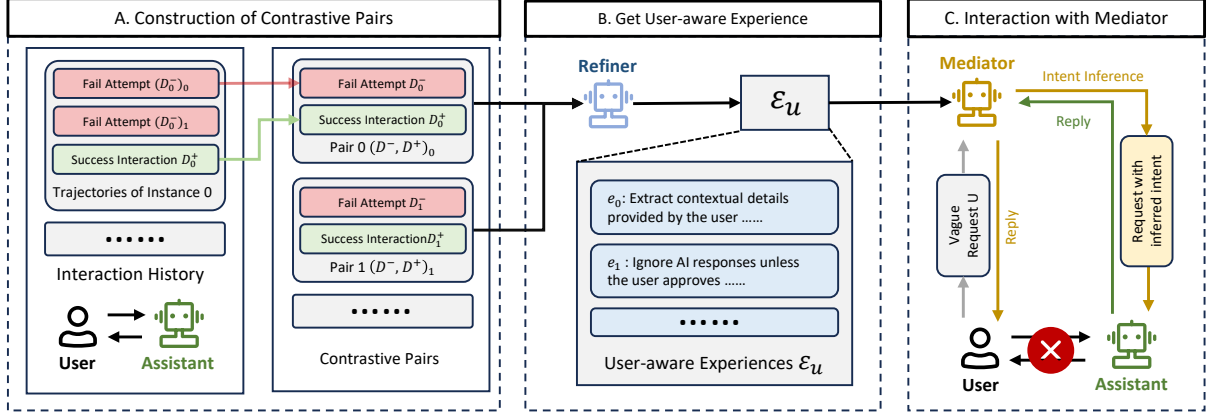 A. Construction of Contrastive Pairs
Fail Attempt (D₀⁻)₀
Fail Attempt (D₀⁻)₁
Success Interaction D₀⁺
Trajectories of Instance 0
......
Interaction History
User
Assistant
Fail Attempt D₀⁻
Success Interaction D₀⁺
Pair 0 (D⁻, D⁺)₀
Fail Attempt D₁⁻
Success InteractionD₁⁺
Pair 1 (D⁻, D⁺)₁
......
Contrastive Pairs
B. Get User-aware Experience
Refiner
ℰᵤ
e₀: Extract contextual details
provided by the user ......
e₁ : Ignore AI responses unless
the user approves ......
......
User-aware Experiences ℰᵤ
C. Interaction with Mediator
Mediator
Intent Inference
Reply
Vague
Request U
Reply
Request with
inferred intent
User
Assistant